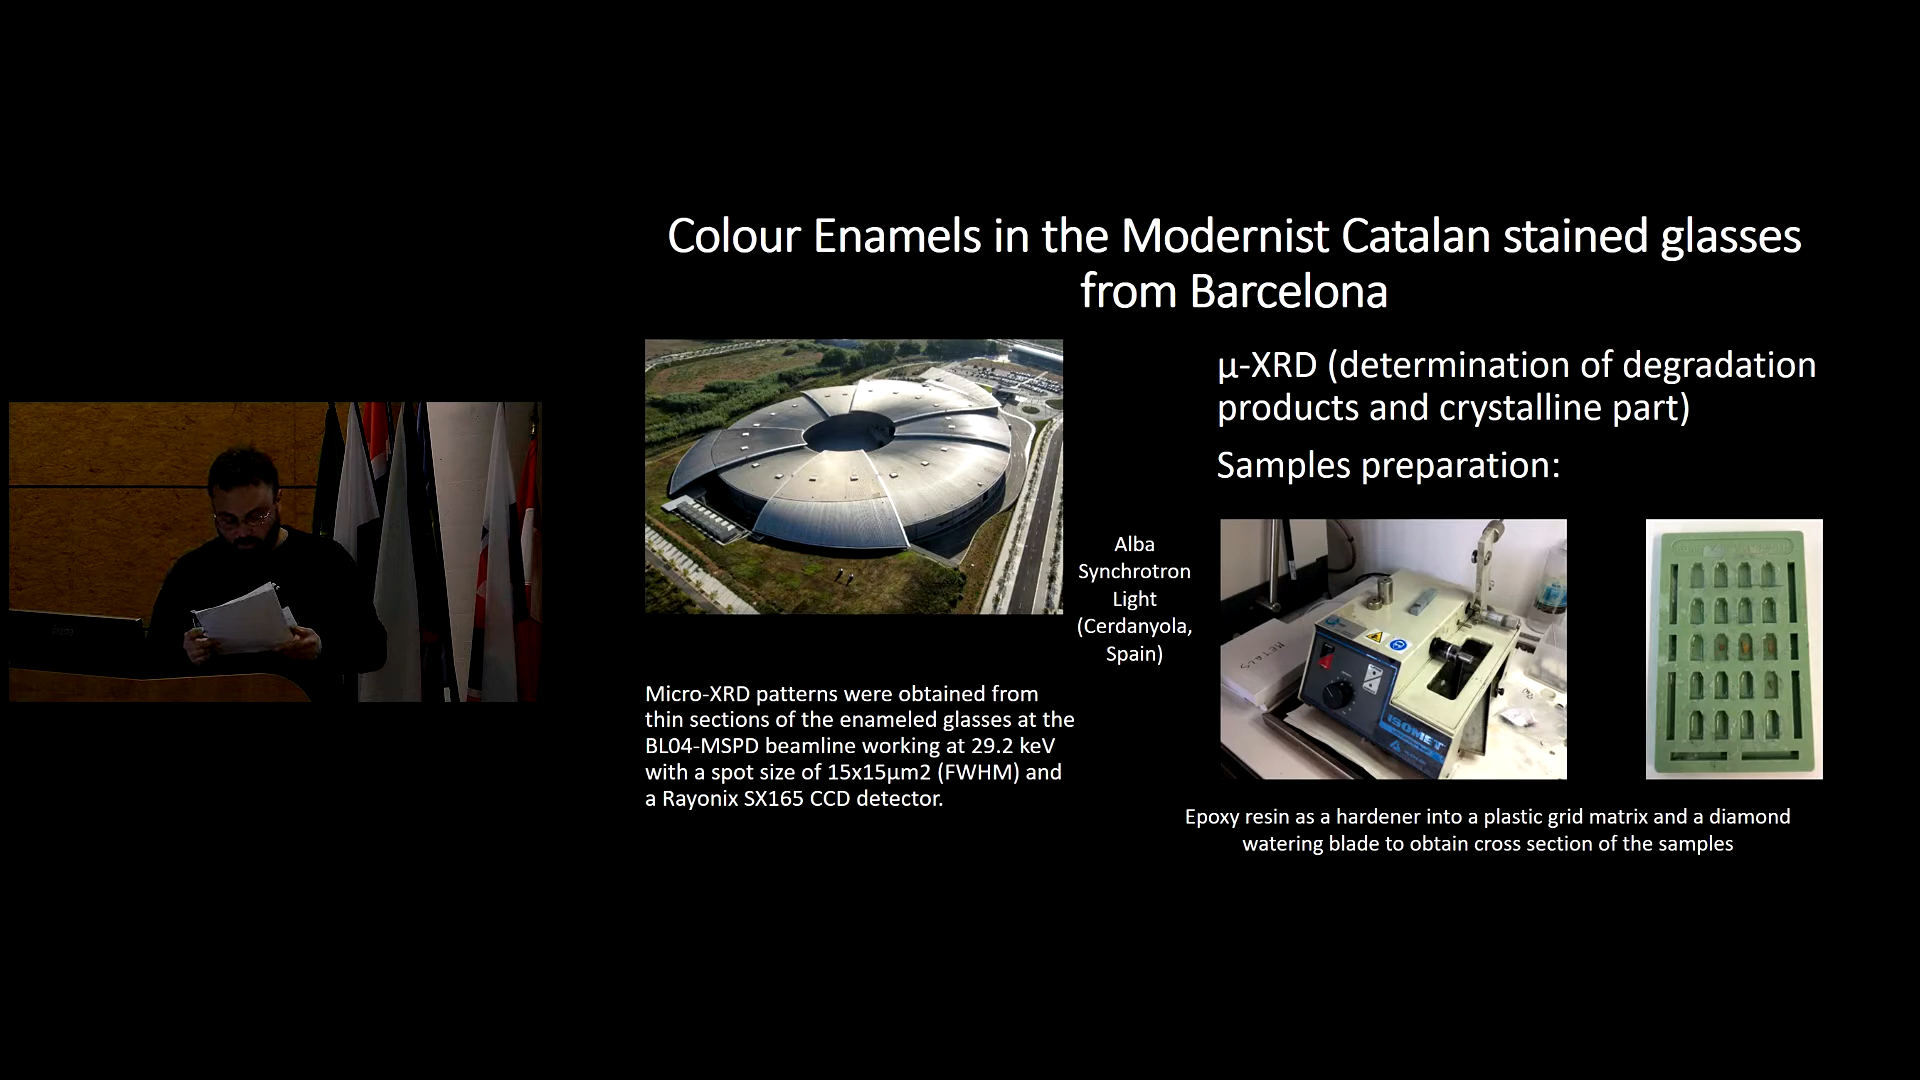 Colour Enamels in the Modernist Catalan stained glasses
from Barcelona
µ-XRD (determination of degradation
products and crystalline part)
Samples preparation:
Alba
Synchrotron
Light
(Cerdanyola,
Spain)
METALS
ISOMET
Micro-XRD patterns were obtained from
thin sections of the enameled glasses at the
BL04-MSPD beamline working at 29.2 keV
with a spot size of 15x15µm2 (FWHM) and
a Rayonix SX165 CCD detector.
Epoxy resin as a hardener into a plastic grid matrix and a diamond
watering blade to obtain cross section of the samples